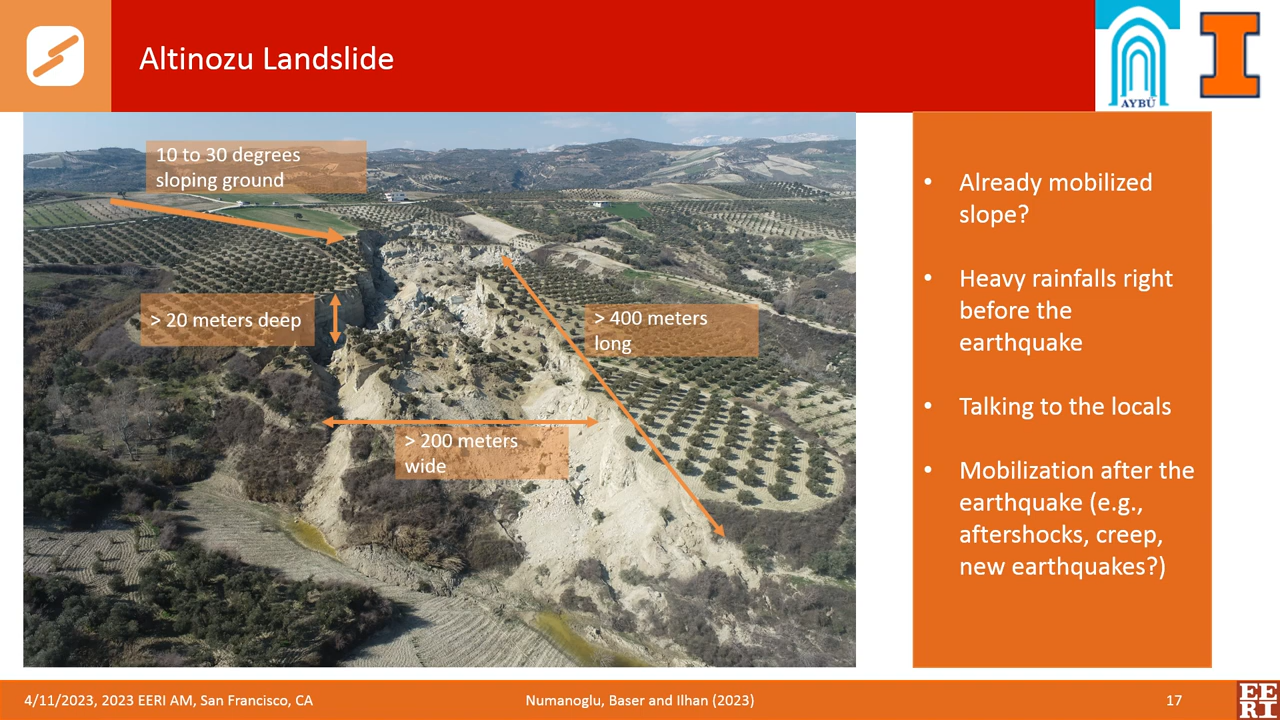 Altinozu Landslide
AYBÜ
10 to 30 degrees
sloping ground
> 20 meters deep
> 400 meters
long
> 200 meters
wide
• Already mobilized
slope?
• Heavy rainfalls right
before the
earthquake
• Talking to the locals
• Mobilization after the
earthquake (e.g.,
aftershocks, creep,
new earthquakes?)
4/11/2023, 2023 EERI AM, San Francisco, CA
Numanoglu, Baser and Ilhan (2023)
17
EE
RI